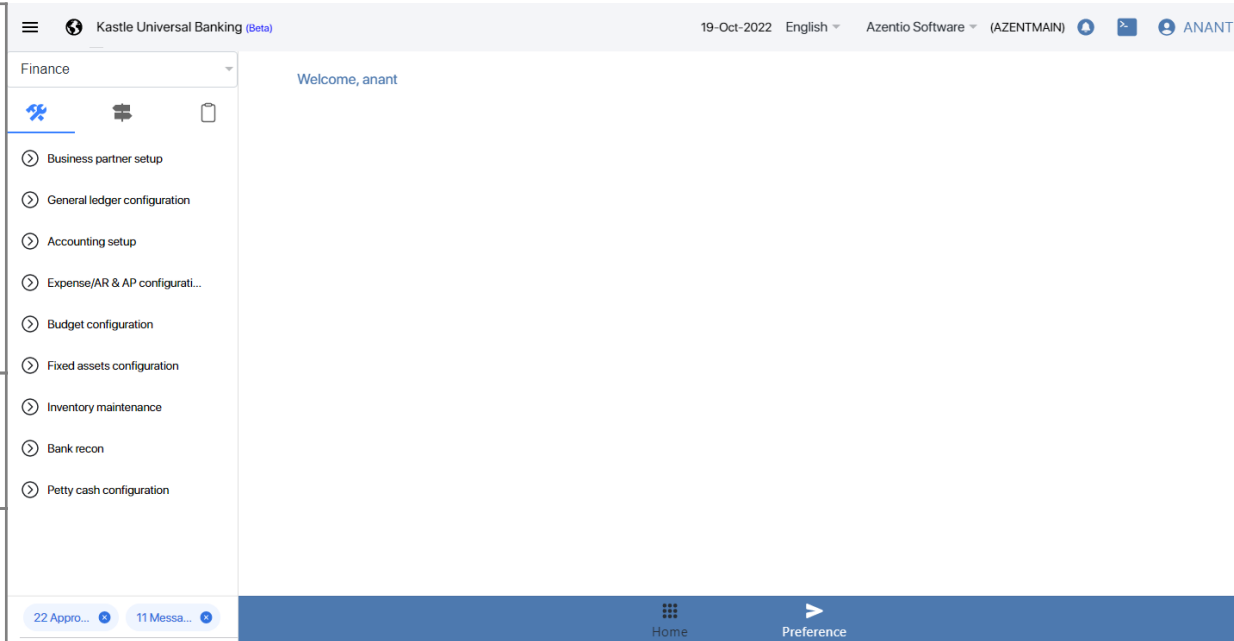 Kastle Universal Banking (Beta) 19-Oct-2022 English Azentio Software (AZENTMAIN) ANANT
Finance
Welcome, anant
Business partner setup
General ledger configuration
Accounting setup
Expense/AR & AP configurati...
Budget configuration
Fixed assets configuration
Inventory maintenance
Bank recon
Petty cash configuration
22 Appro... 11 Messa...
Home Preference